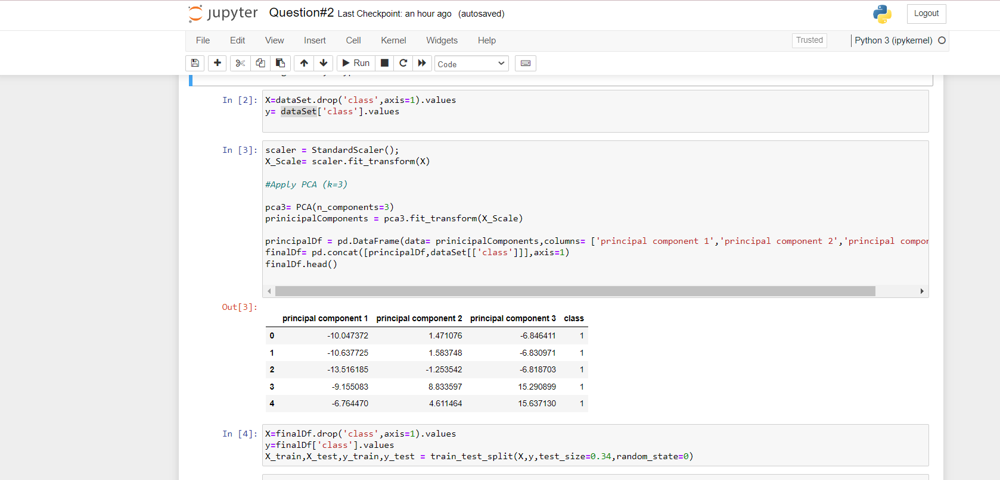 jupyter Question#2 Last Checkpoint: an hour ago (autosaved) Logout
File Edit View Insert Cell Kernel Widgets Help Trusted Python 3 (ipykernel)
Run Code
In [2]: X=dataSet.drop('class',axis=1).values
y= dataSet['class'].values
In [3]: scaler = StandardScaler();
X_Scale= scaler.fit_transform(X)
#Apply PCA (k=3)
pca3= PCA(n_components=3)
prinicipalComponents = pca3.fit_transform(X_Scale)
principalDf = pd.DataFrame(data= prinicipalComponents,columns= ['principal component 1','principal component 2','principal compor
finalDf= pd.concat([principalDf,dataSet[['class']]],axis=1)
finalDf.head()
Out[3]:
principal component 1 principal component 2 principal component 3 class
0 -10.047372 1.471076 -6.846411 1
1 -10.637725 1.583748 -6.830971 1
2 -13.516185 -1.253542 -6.818703 1
3 -9.155083 8.833597 15.290899 1
4 -6.764470 4.611464 15.637130 1
In [4]: X=finalDf.drop('class',axis=1).values
y=finalDf['class'].values
X_train,X_test,y_train,y_test = train_test_split(X,y,test_size=0.34,random_state=0)